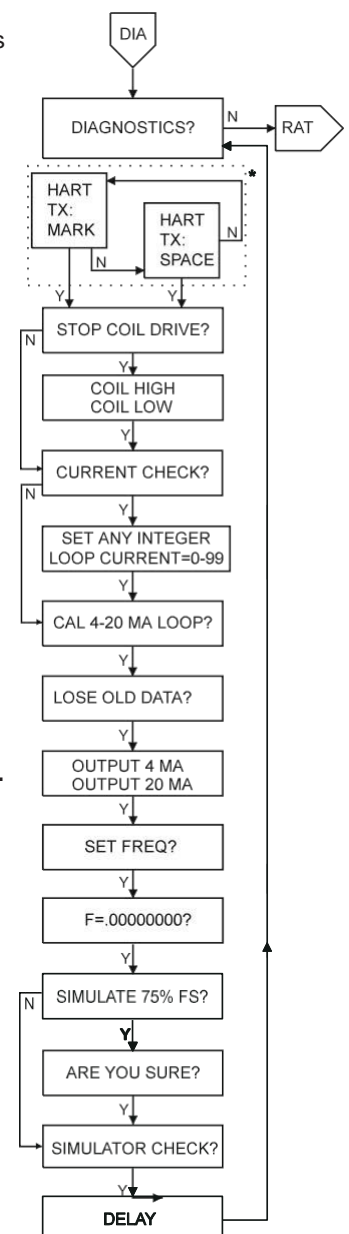 s
DIA
DIAGNOSTICS?
N
RAT
*
HART
TX:
MARK
N
HART
TX:
SPACE
N
Y
Y
STOP COIL DRIVE?
N
Y
COIL HIGH
COIL LOW
Y
CURRENT CHECK?
N
Y
SET ANY INTEGER
LOOP CURRENT=0-99
Y
CAL 4-20 MA LOOP?
Y
LOSE OLD DATA?
Y
.
OUTPUT 4 MA
OUTPUT 20 MA
Y
SET FREQ?
Y
F=.00000000?
Y
SIMULATE 75% FS?
N
Y
ARE YOU SURE?
Y
SIMULATOR CHECK?
Y
DELAY